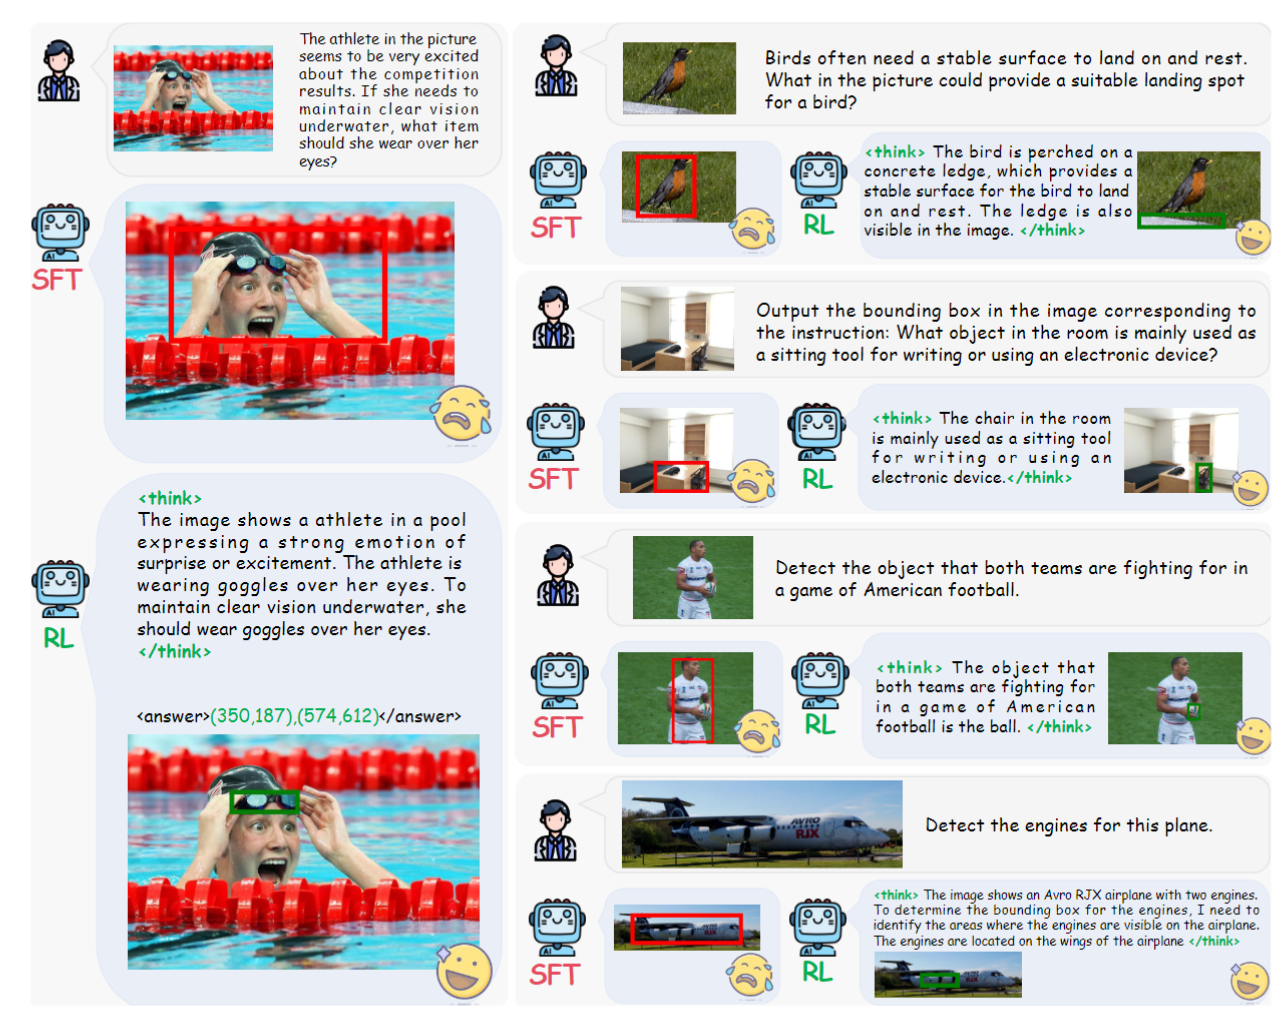 The athlete in the picture
seems to be very excited
about the competition
results. If she needs to
maintain clear vision
underwater, what item
should she wear over her
eyes?
AI
SFT
<think>
The image shows a athlete in a pool
expressing a strong emotion of
surprise or excitement. The athlete is
wearing goggles over her eyes. To
maintain clear vision underwater, she
should wear goggles over her eyes.
</think>
AI
RL
<answer>(350,187),(574,612)</answer>
Birds often need a stable surface to land on and rest.
What in the picture could provide a suitable landing spot
for a bird?
AI
SFT
AI
RL
<think> The bird is perched on a
concrete ledge, which provides a
stable surface for the bird to land
on and rest. The ledge is also
visible in the image. </think>
Output the bounding box in the image corresponding to
the instruction: What object in the room is mainly used as
a sitting tool for writing or using an electronic device?
AI
SFT
AI
RL
<think> The chair in the room
is mainly used as a sitting tool
for writing or using an
electronic device.</think>
Detect the object that both teams are fighting for in
a game of American football.
AI
SFT
AI
RL
<think> The object that
both teams are fighting for
in a game of American
football is the ball. </think>
AVRO
RJX
Detect the engines for this plane.
AI
SFT
RJX
AI
RL
<think> The image shows an Avro RJX airplane with two engines.
To determine the bounding box for the engines, I need to
identify the areas where the engines are visible on the airplane.
The engines are located on the wings of the airplane </think>
RJX